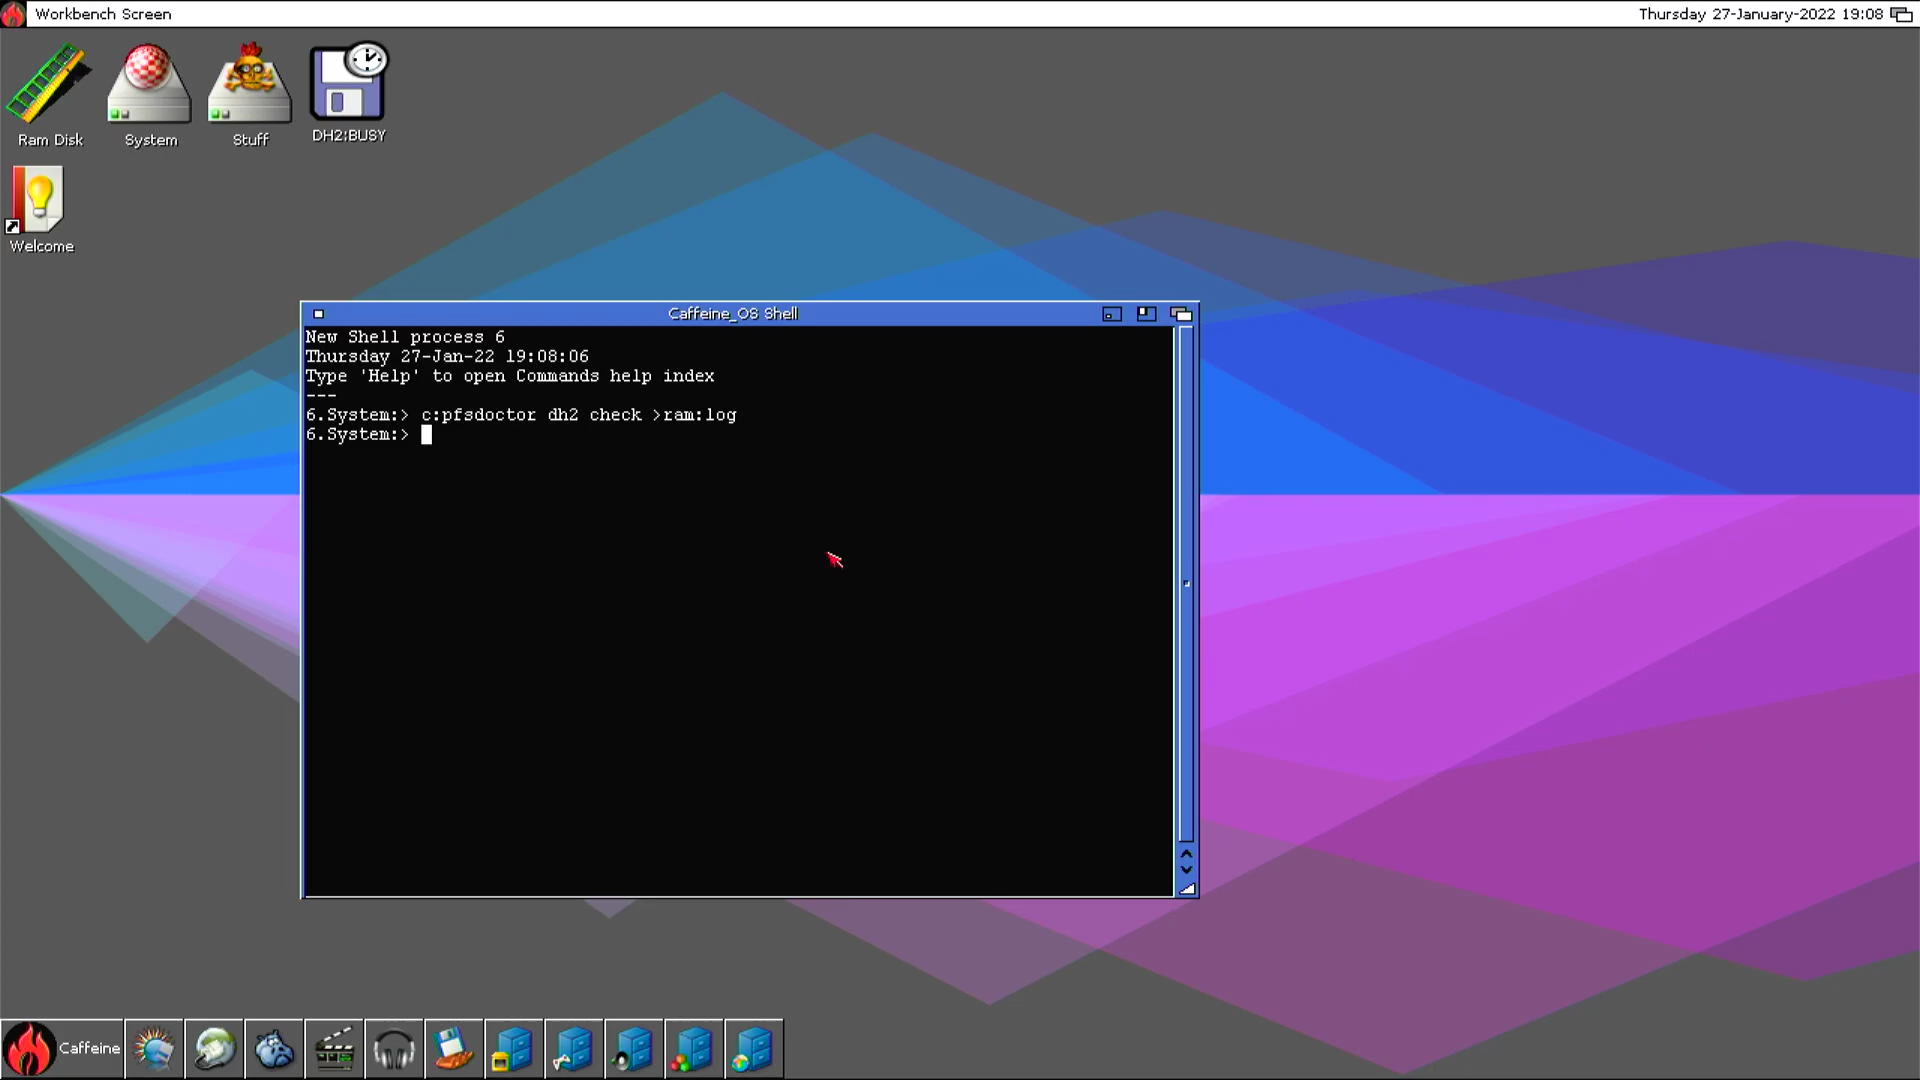 Workbench Screen
Thursday 27-January-2022 19:08
Ram Disk
System
Stuff
DH2:BUSY
Welcome
Caffeine_OS Shell
New Shell process 6
Thursday 27-Jan-22 19:08:06
Type 'Help' to open Commands help index
---
6.System:> c:pfsdoctor dh2 check >ram:log
6.System:>
Caffeine